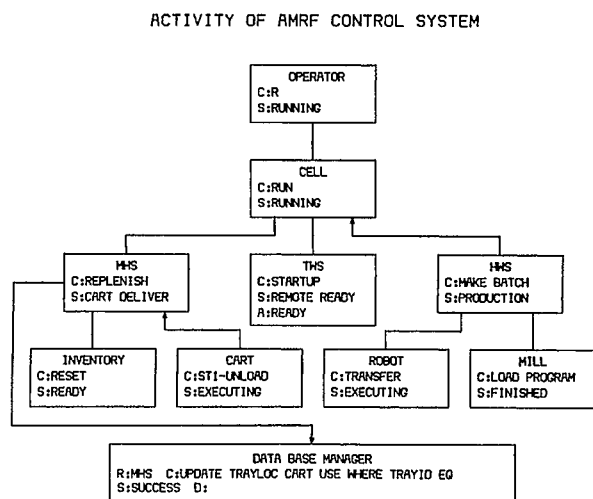 ACTIVITY OF AMRF CONTROL SYSTEM
OPERATOR
C:R
S:RUNNING
CELL
C:RUN
S:RUNNING
MHS
C:REPLENISH
S:CART DELIVER
TWS
C:STARTUP
S:REMOTE READY
A:READY
HWS
C:MAKE BATCH
S:PRODUCTION
INVENTORY
C:RESET
S:READY
CART
C:STI-UNLOAD
S:EXECUTING
ROBOT
C:TRANSFER
S:EXECUTING
MILL
C:LOAD PROGRAM
S:FINISHED
DATA BASE MANAGER
R:MHS C:UPDATE TRAYLOC CART USE WHERE TRAYID EQ
S:SUCCESS D: